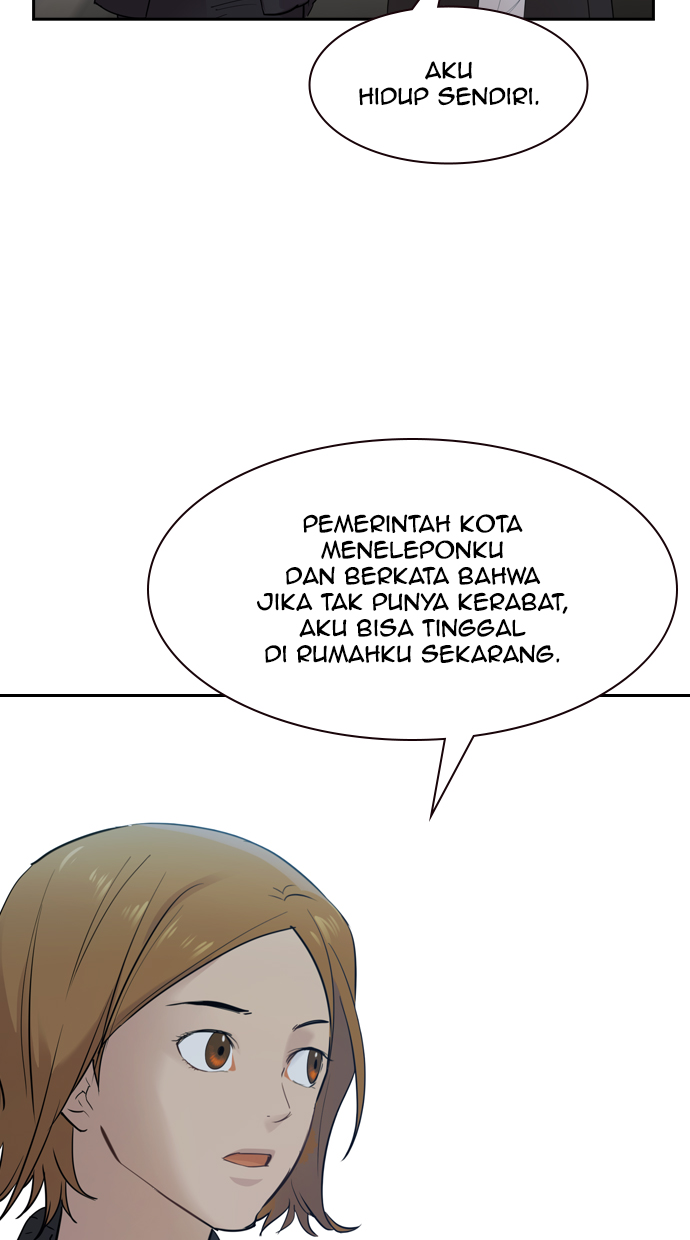 AKU
HIDUP SENDIRI.
PEMERINTAH KOTA
MENELEPONKU
DAN BERKATA BAHWA
JIKA TAK PUNYA KERABAT,
AKU BISA TINGGAL
DI RUMAHKU SEKARANG.